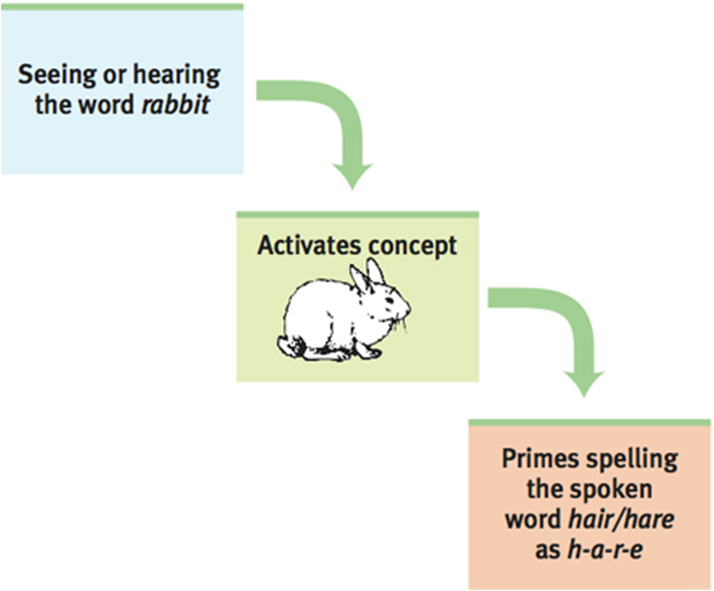 Seeing or hearing
the word rabbit
Activates concept
Primes spelling
the spoken
word hair/hare
as h-a-r-e